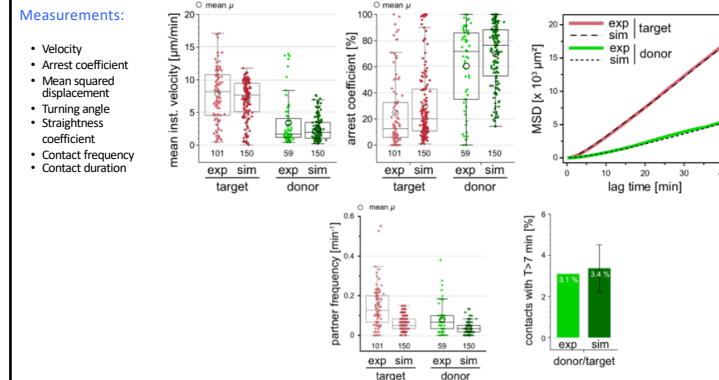 Measurements:
• Velocity
• Arrest coefficient
• Mean squared
displacement
• Turning angle
• Straightness
coefficient
• Contact frequency
• Contact duration
○ mean µ
mean inst. velocity [µm/min]
20
15
10
5
0
101 150 59 150
exp sim exp sim
target donor
○ mean µ
arrest coefficient [%]
100
80
60
40
20
0
101 150 59 150
exp sim exp sim
target donor
MSD [x 10³ µm²]
20
15
10
5
0
exp
sim
target
exp
sim
donor
0 10 20 30 40
lag time [min]
○ mean µ
partner frequency [min⁻¹]
0.6
0.4
0.2
0
101 150 59 150
exp sim exp sim
target donor
contacts with T>7 min [%]
6
4
2
0
3.1 % 3.4 %
exp sim
donor/target